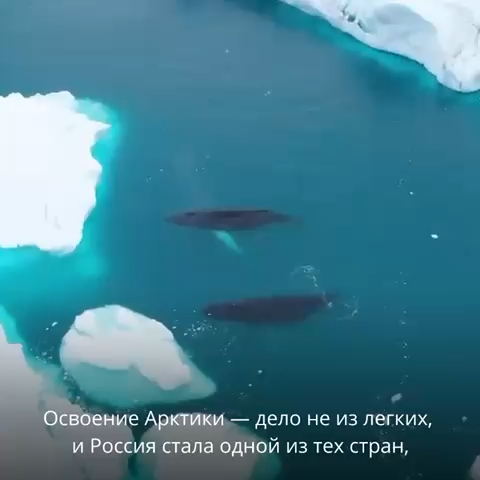 Освоение Арктики — дело не из легких,
и Россия стала одной из тех стран,